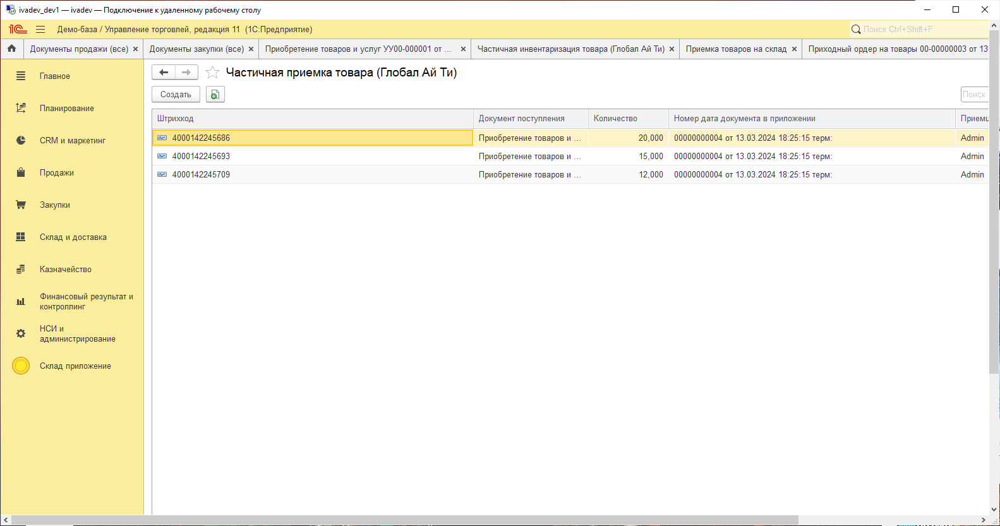 ivadev_dev1 — ivadev — Подключение к удаленному рабочему столу
1С Демо-база / Управление торговлей, редакция 11 (1С:Предприятие) Поиск Ctrl+Shift+F
Документы продажи (все) Документы закупки (все) Приобретение товаров и услуг УУ00-000001 от ... Частичная инвентаризация товара (Глобал Ай Ти) Приемка товаров на склад Приходный ордер на товары 00-00000003 от 13
Главное
Планирование
CRM и маркетинг
Продажи
Закупки
Склад и доставка
Казначейство
Финансовый результат и
контроллинг
НСИ и
администрирование
Склад приложение
Частичная приемка товара (Глобал Ай Ти)
Создать Поиск
Штрихкод Документ поступления Количество Номер дата документа в приложении Приемщ
4000142245686 Приобретение товаров и ... 20,000 00000000004 от 13.03.2024 18:25:15 терм: Admin
4000142245693 Приобретение товаров и ... 15,000 00000000004 от 13.03.2024 18:25:15 терм: Admin
4000142245709 Приобретение товаров и ... 12,000 00000000004 от 13.03.2024 18:25:15 терм: Admin